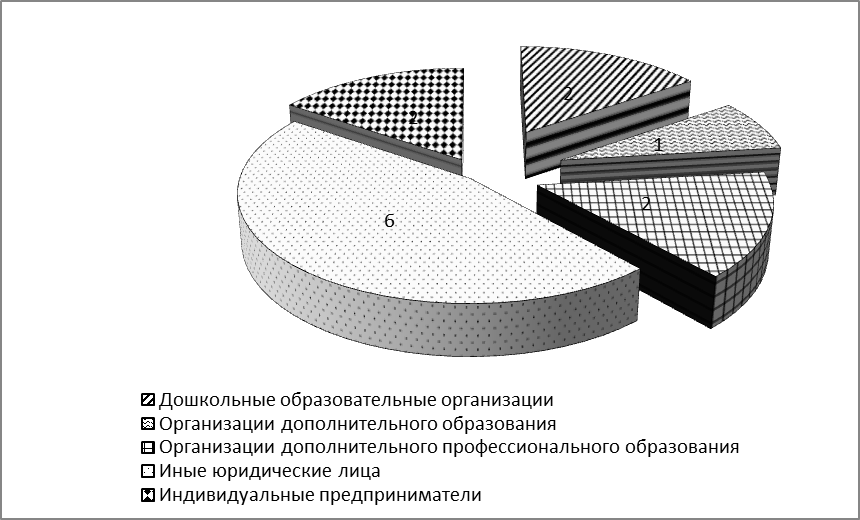 2
2
1
2
6
Дошкольные образовательные организации
Организации дополнительного образования
Организации дополнительного профессионального образования
Иные юридические лица
Индивидуальные предприниматели